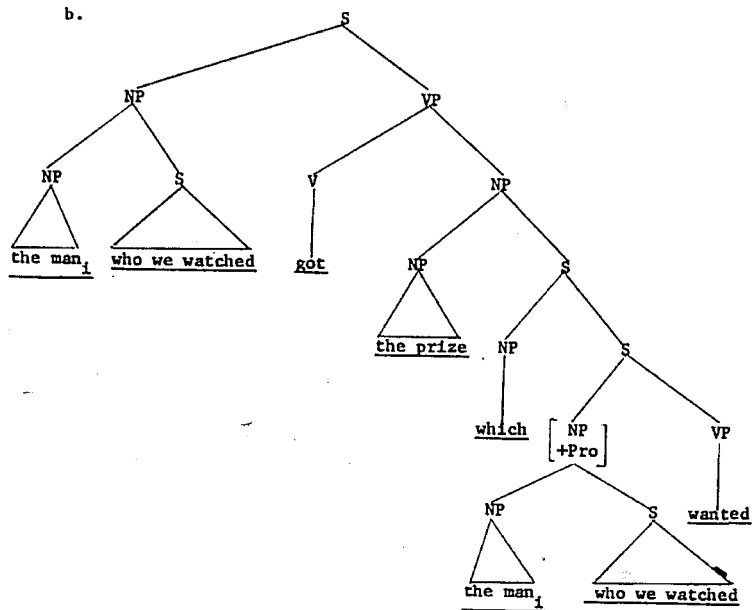 b.
S
NP VP
NP S V NP
the man_i who we watched got NP S
the prize NP S
which [NP +Pro] VP
NP S wanted
the man_i who we watched